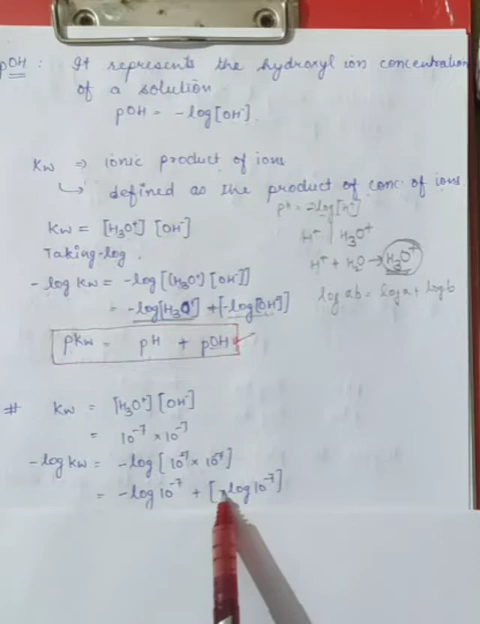 pOH : It represents the hydroxyl ion concentration
of a solution
pOH = -log[OH⁻]
Kw ⇒ ionic product of ions
↳ defined as the product of conc. of ions
pH = -log[H⁺]
Kw = [H₃O⁺] [OH⁻]
H⁺ | H₃O⁺
Taking -log.
H⁺ + H₂O → H₃O⁺
-log Kw = -log[(H₃O⁺) [OH⁻]]
log ab = log a + log b
= -log[H₃O⁺] + [-log[OH⁻]]
pKw = pH + pOH
# Kw = [H₃O⁺] [OH⁻]
= 10⁻⁷ × 10⁻⁷
-log Kw = -log [10⁻⁷ × 10⁻⁷]
= -log 10⁻⁷ + [-log 10⁻⁷]